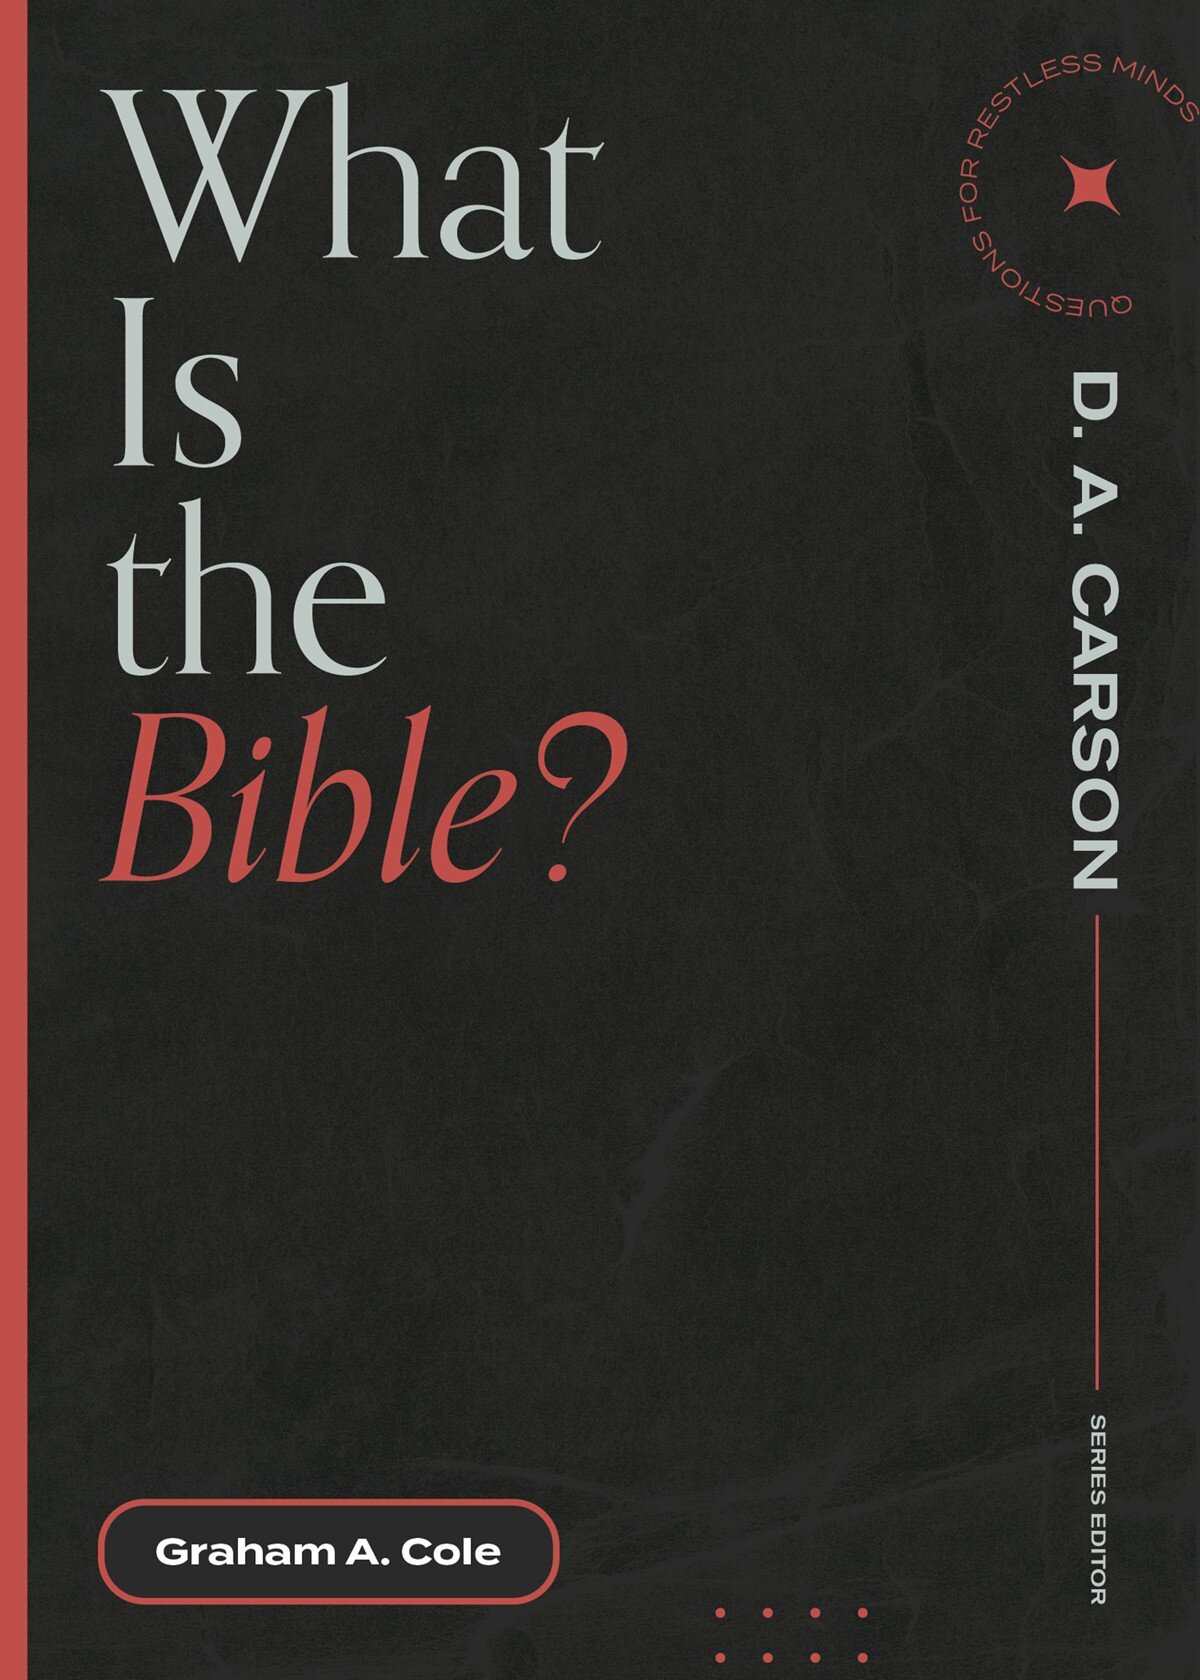 What
Is
the
Bible?
QUESTIONS FOR RESTLESS MINDS
D. A. CARSON
SERIES EDITOR
Graham A. Cole